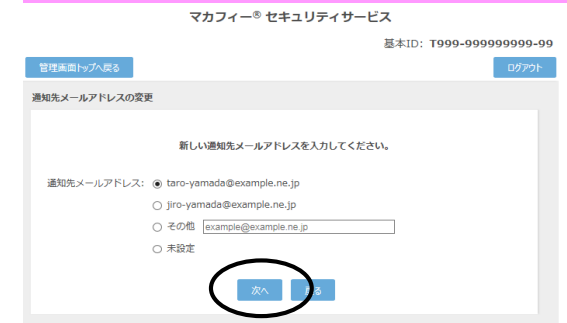 マカフィー® セキュリティサービス
基本ID: T999-999999999-99
管理画面トップへ戻る ログアウト
通知先メールアドレスの変更
新しい通知先メールアドレスを入力してください。
通知先メールアドレス: taro-yamada@example.ne.jp
jiro-yamada@example.ne.jp
その他 example@example.ne.jp
未設定
次へ 戻る